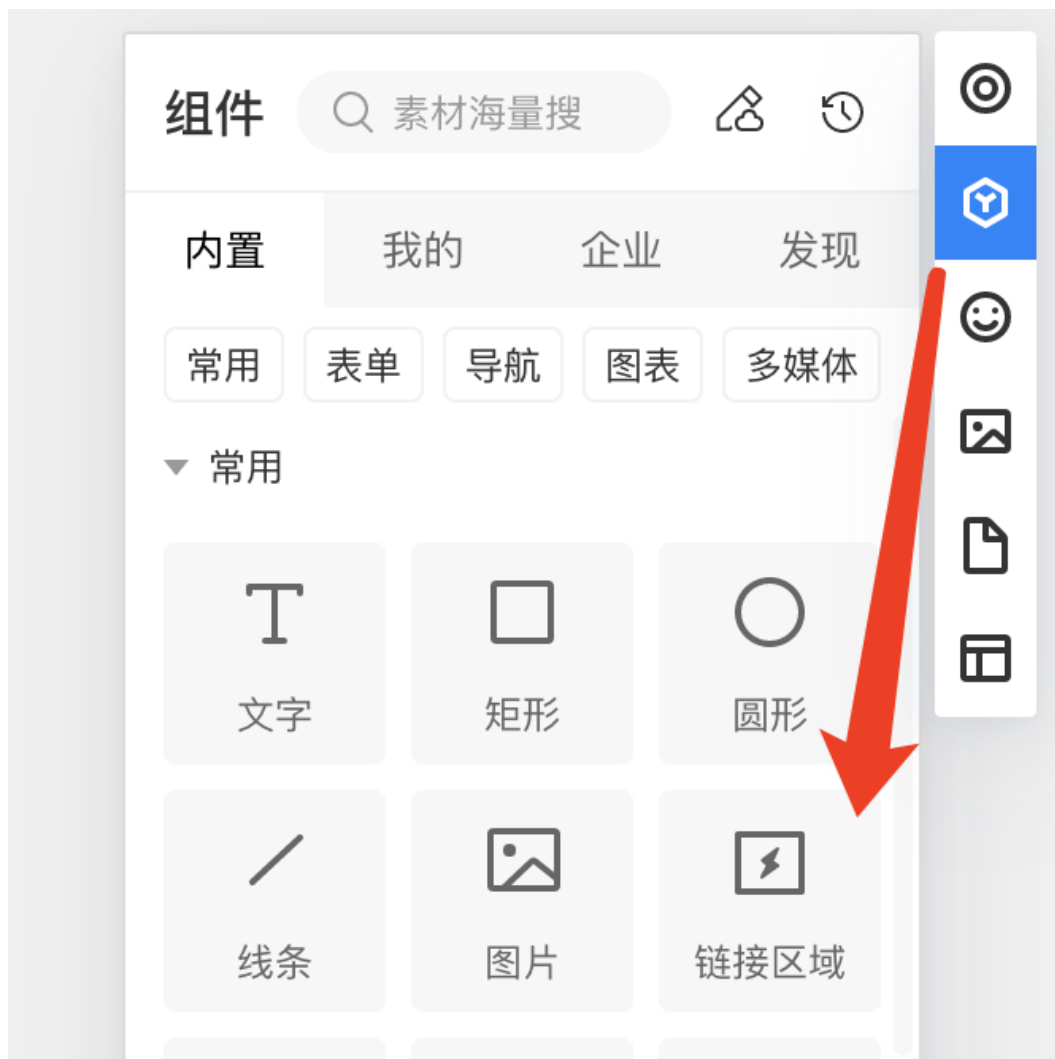 组件 素材海量搜
内置 我的 企业 发现
常用 表单 导航 图表 多媒体
常用
文字 矩形 圆形
线条 图片 链接区域